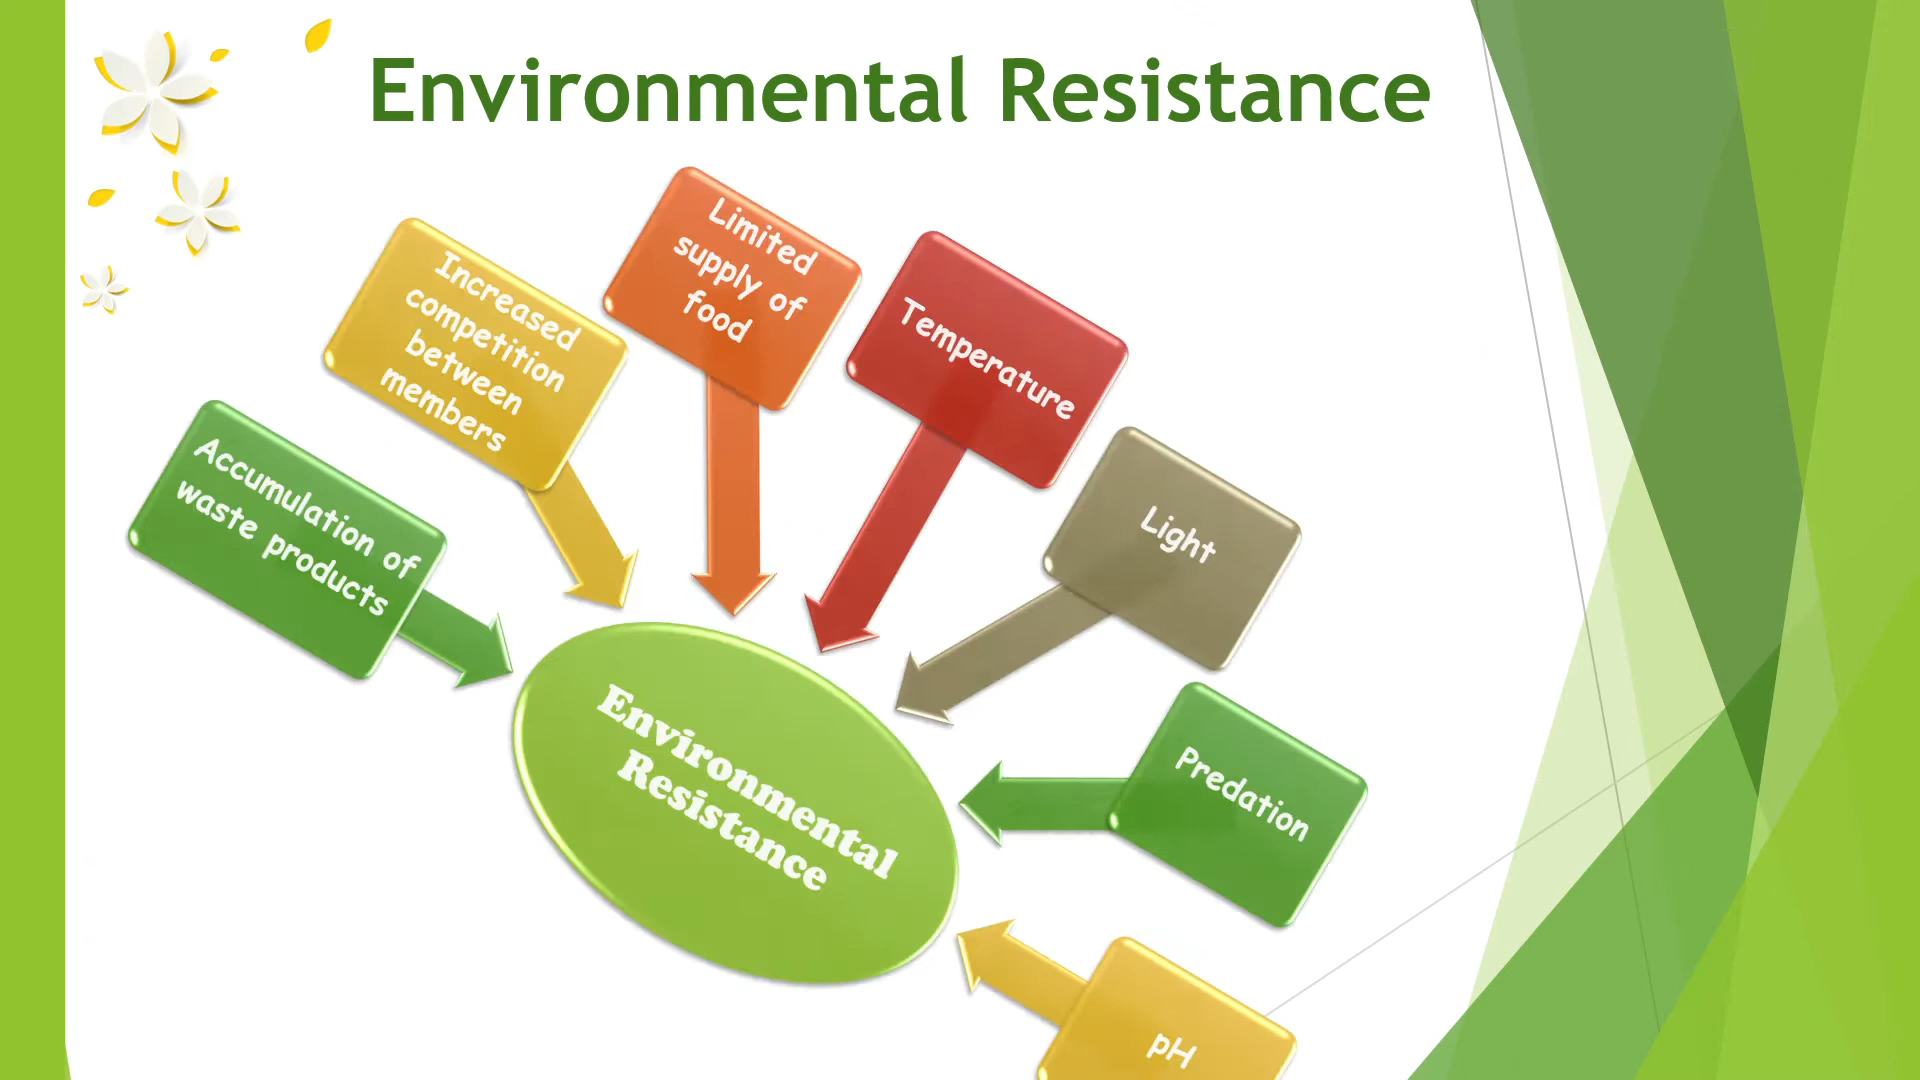 Environmental Resistance
Accumulation of
waste products
Increased
competition
between
members
Limited
supply of
food
Temperature
Light
Predation
pH
Environmental
Resistance